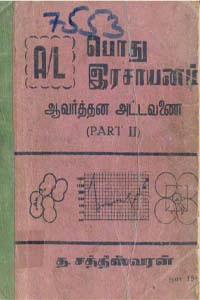 7553
A/L
பொது
இரசாயனம்
ஆவர்த்தன அட்டவணை
(PART II)
த. சத்தீஸ்வரன்